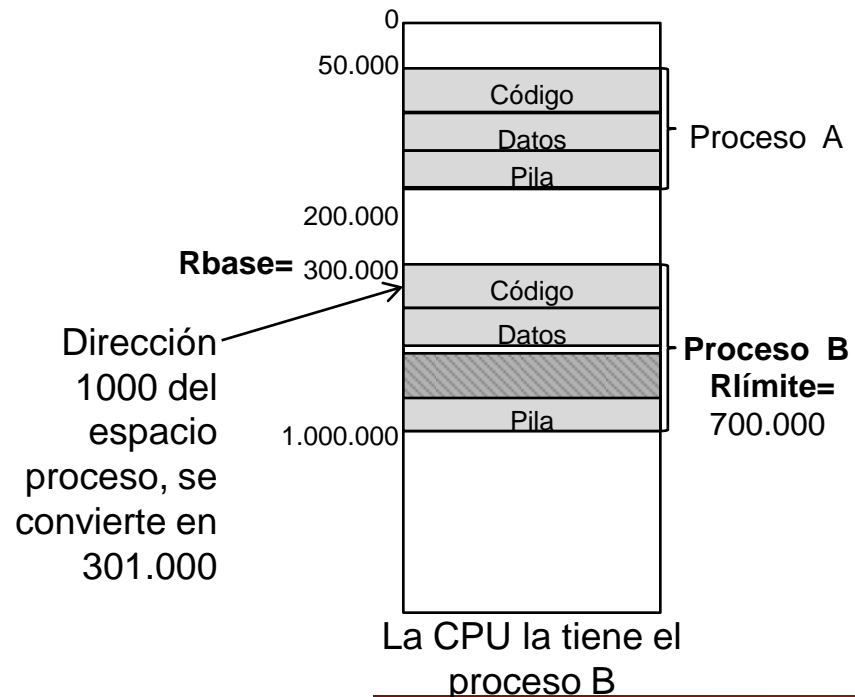 0
50.000
Código
Datos
Proceso A
Pila
200.000
Rbase= 300.000
Código
Datos
Dirección
1000 del
espacio
proceso, se
convierte en
301.000
Proceso B
Rlímite=
700.000
Pila
1.000.000
La CPU la tiene el
proceso B